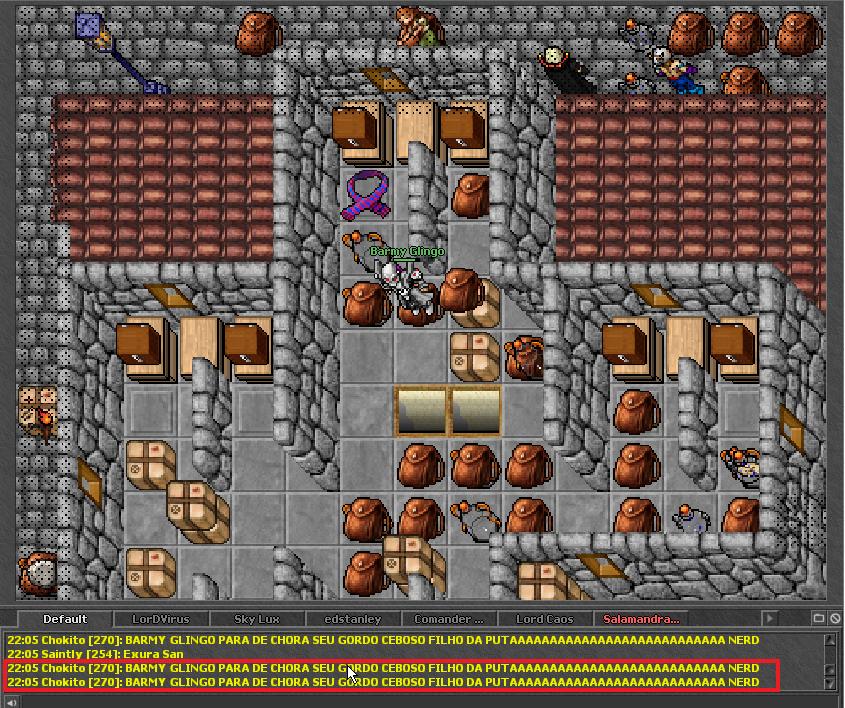 Barmy Glingo
Default LorDVirus Sky Lux edstanley Comander ... Lord Caos Salamandra...
22:05 Chokito [270]: BARMY GLINGO PARA DE CHORA SEU GORDO CEBOSO FILHO DA PUTAAAAAAAAAAAAAAAAAAAAAAAAAAA NERD
22:05 Saintly [254]: Exura San
22:05 Chokito [270]: BARMY GLINGO PARA DE CHORA SEU GORDO CEBOSO FILHO DA PUTAAAAAAAAAAAAAAAAAAAAAAAAAAA NERD
22:05 Chokito [270]: BARMY GLINGO PARA DE CHORA SEU GORDO CEBOSO FILHO DA PUTAAAAAAAAAAAAAAAAAAAAAAAAAAA NERD